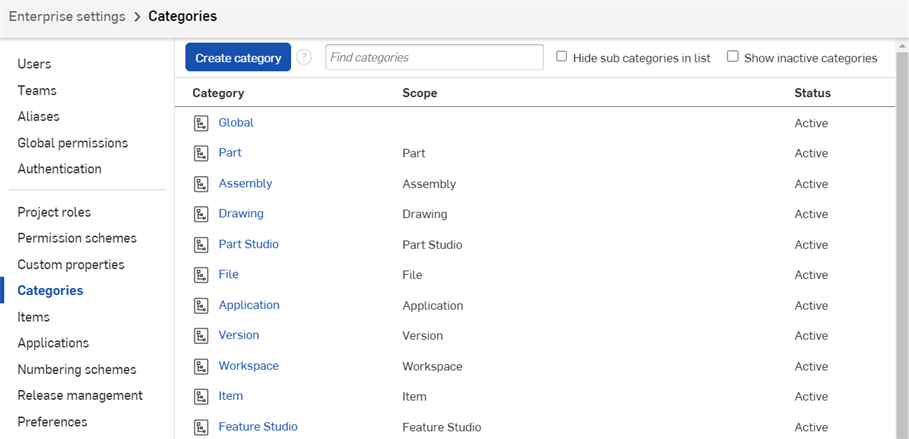 Enterprise settings > Categories
Users
Teams
Aliases
Global permissions
Authentication
Project roles
Permission schemes
Custom properties
Categories
Items
Applications
Numbering schemes
Release management
Preferences
Create category ? Find categories Hide sub categories in list Show inactive categories
Category Scope Status
Global Active
Part Part Active
Assembly Assembly Active
Drawing Drawing Active
Part Studio Part Studio Active
File File Active
Application Application Active
Version Version Active
Workspace Workspace Active
Item Item Active
Feature Studio Feature Studio Active